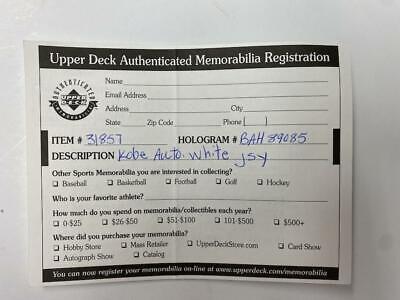 Upper Deck Authenticated Memorabilia Registration
AUTHENTICATED
UPPER DECK
MEMORABILIA
Name
Email Address
Address City
State Zip Code Phone ( )
ITEM # 31857 HOLOGRAM # BAH 89085
DESCRIPTION Kobe Auto. White jsy
Other Sports Memorabilia you are interested in collecting?
☐ Baseball ☐ Basketball ☐ Football ☐ Golf ☐ Hockey
Who is your favorite athlete?
How much do you spend on memorabilia/collectibles each year?
☐ 0-$25 ☐ $26-$50 ☐ $51-$100 ☐ 101-$500 ☐ $500+
Where did you purchase your memorabilia?
☐ Hobby Store ☐ Mass Retailer ☐ UpperDeckStore.com ☐ Card Show
☐ Autograph Show ☐ Catalog
You can now register your memorabilia on-line at www.upperdeck.com/memorabilia